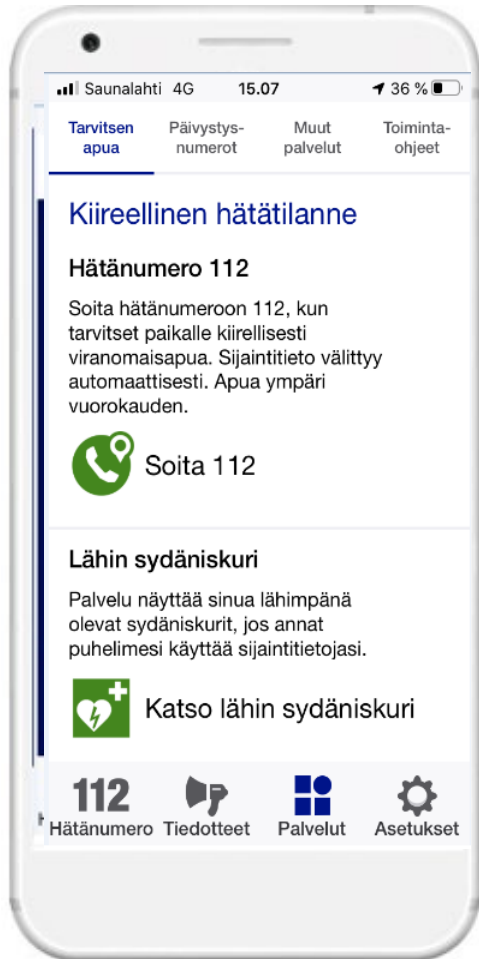 Saunalahti 4G 15.07 36 %
Tarvitsen apua
Päivystys-numerot
Muut palvelut
Toiminta-ohjeet
Kiireellinen hätätilanne
Hätänumero 112
Soita hätänumeroon 112, kun
tarvitset paikalle kiirellisesti
viranomaisapua. Sijaintitieto välittyy
automaattisesti. Apua ympäri
vuorokauden.
Soita 112
Lähin sydäniskuri
Palvelu näyttää sinua lähimpänä
olevat sydäniskurit, jos annat
puhelimesi käyttää sijaintitietojasi.
Katso lähin sydäniskuri
112
Hätänumero Tiedotteet Palvelut Asetukset